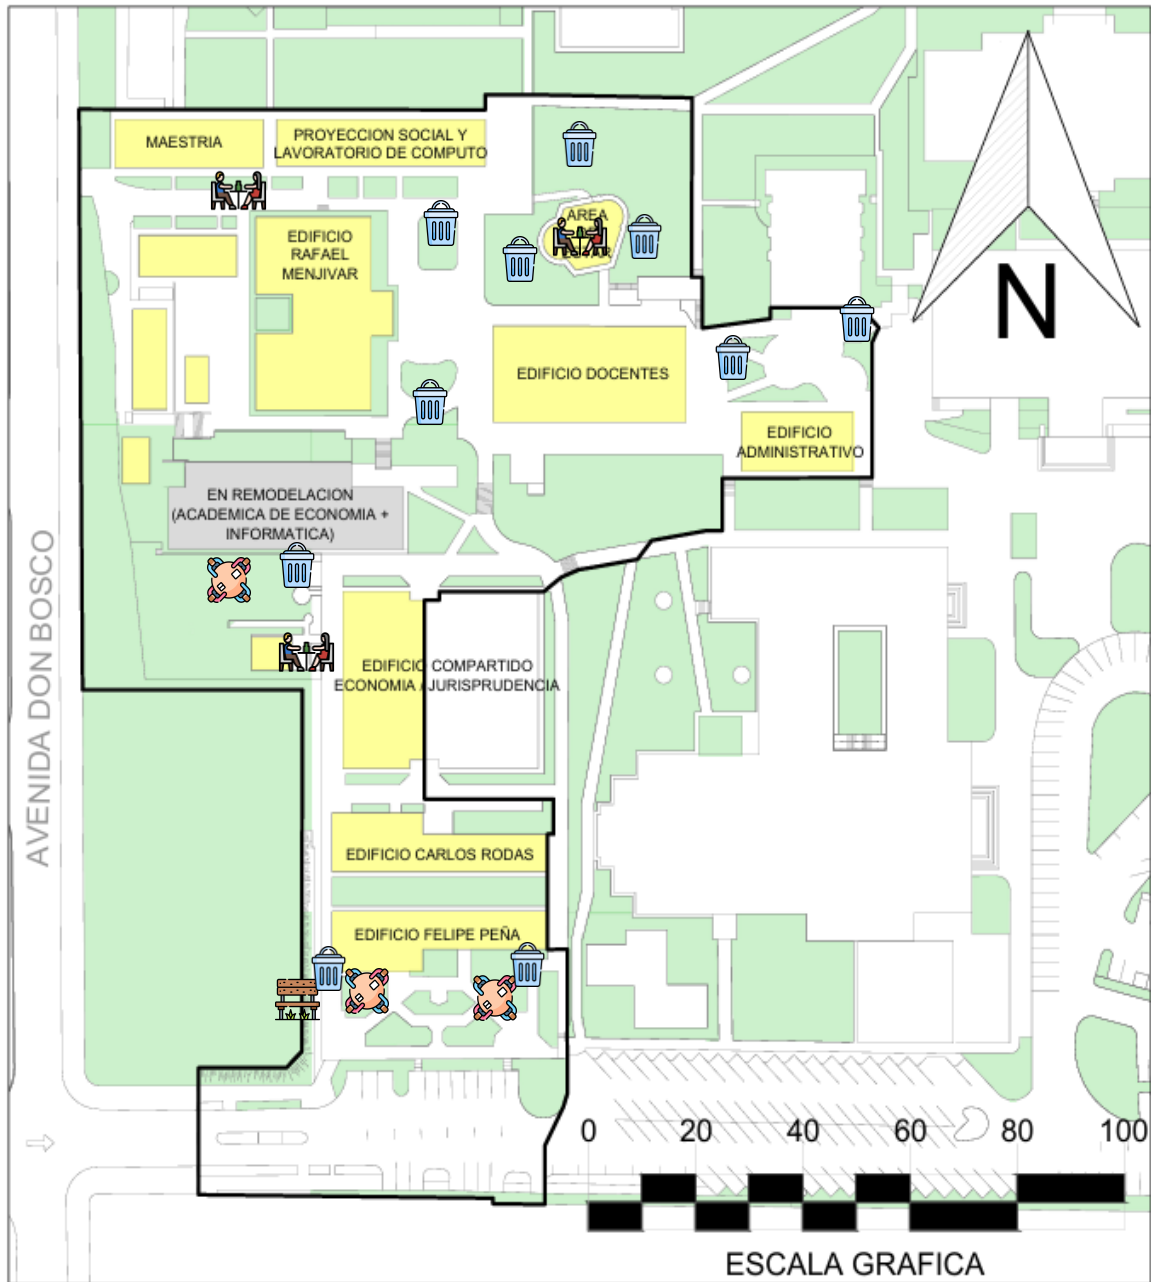 MAESTRIA
PROYECCION SOCIAL Y
LAVORATORIO DE COMPUTO
AREA
EDIFICIO
RAFAEL
MENJIVAR
N
EDIFICIO DOCENTES
EDIFICIO
ADMINISTRATIVO
EN REMODELACION
(ACADEMICA DE ECONOMIA +
INFORMATICA)
AVENIDA DON BOSCO
EDIFICIO COMPARTIDO
ECONOMIA / JURISPRUDENCIA
EDIFICIO CARLOS RODAS
EDIFICIO FELIPE PEÑA
0 20 40 60 80 100
ESCALA GRAFICA